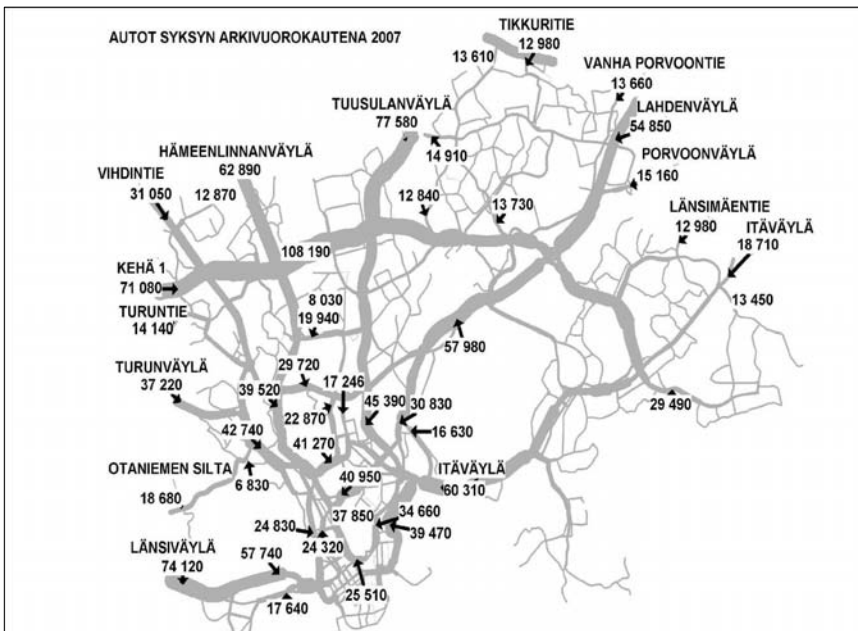 AUTOT SYKSYN ARKIVUOROKAUTENA 2007
TIKKURITIE
12 980
13 610
VANHA PORVOONTIE
13 660
LAHDENVÄYLÄ
54 850
TUUSULANVÄYLÄ
77 580
14 910
PORVOONVÄYLÄ
15 160
HÄMEENLINNANVÄYLÄ
62 890
VIHDINTIE
31 050
12 870
12 840
13 730
LÄNSIMÄENTIE
12 980
ITÄVÄYLÄ
18 710
13 450
108 190
KEHÄ 1
71 080
TURUNTIE
14 140
8 030
19 940
57 980
TURUNVÄYLÄ
37 220
29 720
17 246
39 520
22 870
45 390
30 830
29 490
42 740
16 630
41 270
OTANIEMEN SILTA
6 830
18 680
ITÄVÄYLÄ
60 310
40 950
34 660
37 850
39 470
24 830
24 320
LÄNSIVÄYLÄ
74 120
57 740
25 510
17 640